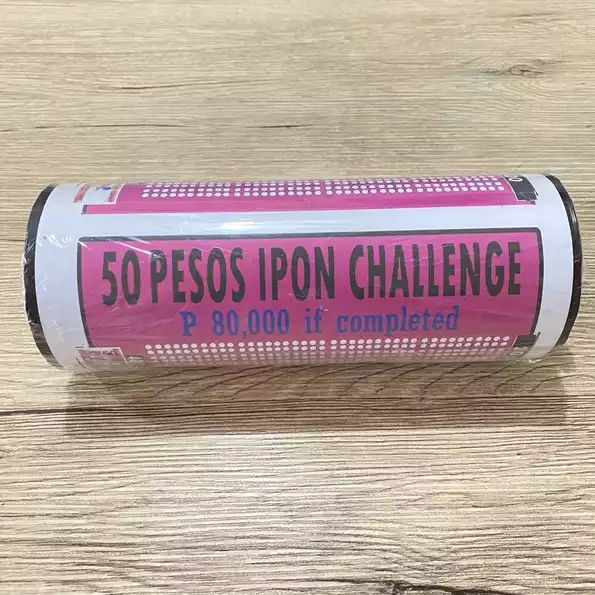 50 PESOS IPON CHALLENGE
P 80,000 if completed